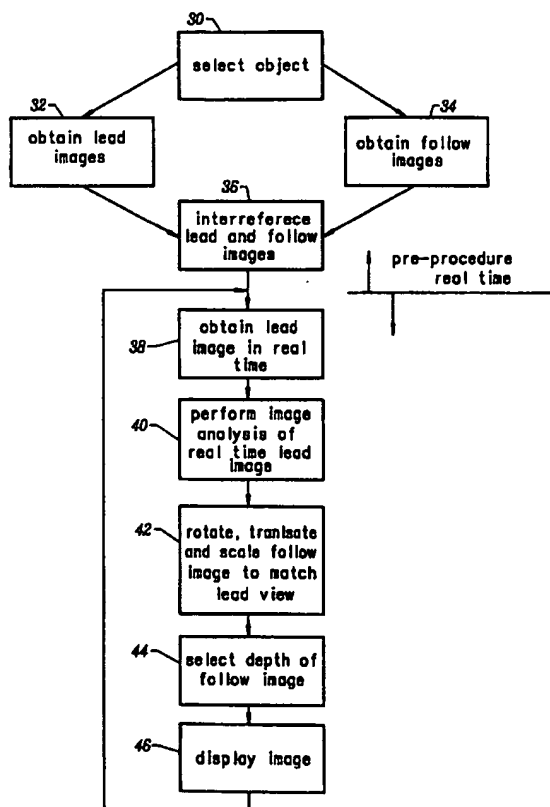 30
select object
32
obtain lead
images
34
obtain follow
images
36
interreferece
lead and follow
images
pre-procedure
real time
38
obtain lead
image in real
time
40
perform image
analysis of
real time lead
image
42
rotate, translate
and scale follow
image to match
lead view
44
select depth of
follow image
46
display image